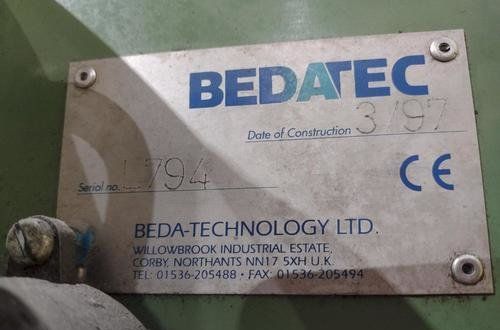 BEDATEC
Date of Construction 3/97
Serial no. L794
BEDA-TECHNOLOGY LTD.
WILLOWBROOK INDUSTRIAL ESTATE,
CORBY, NORTHANTS NN17 5XH U.K.
TEL: 01536-205488 • FAX: 01536-205494
CE